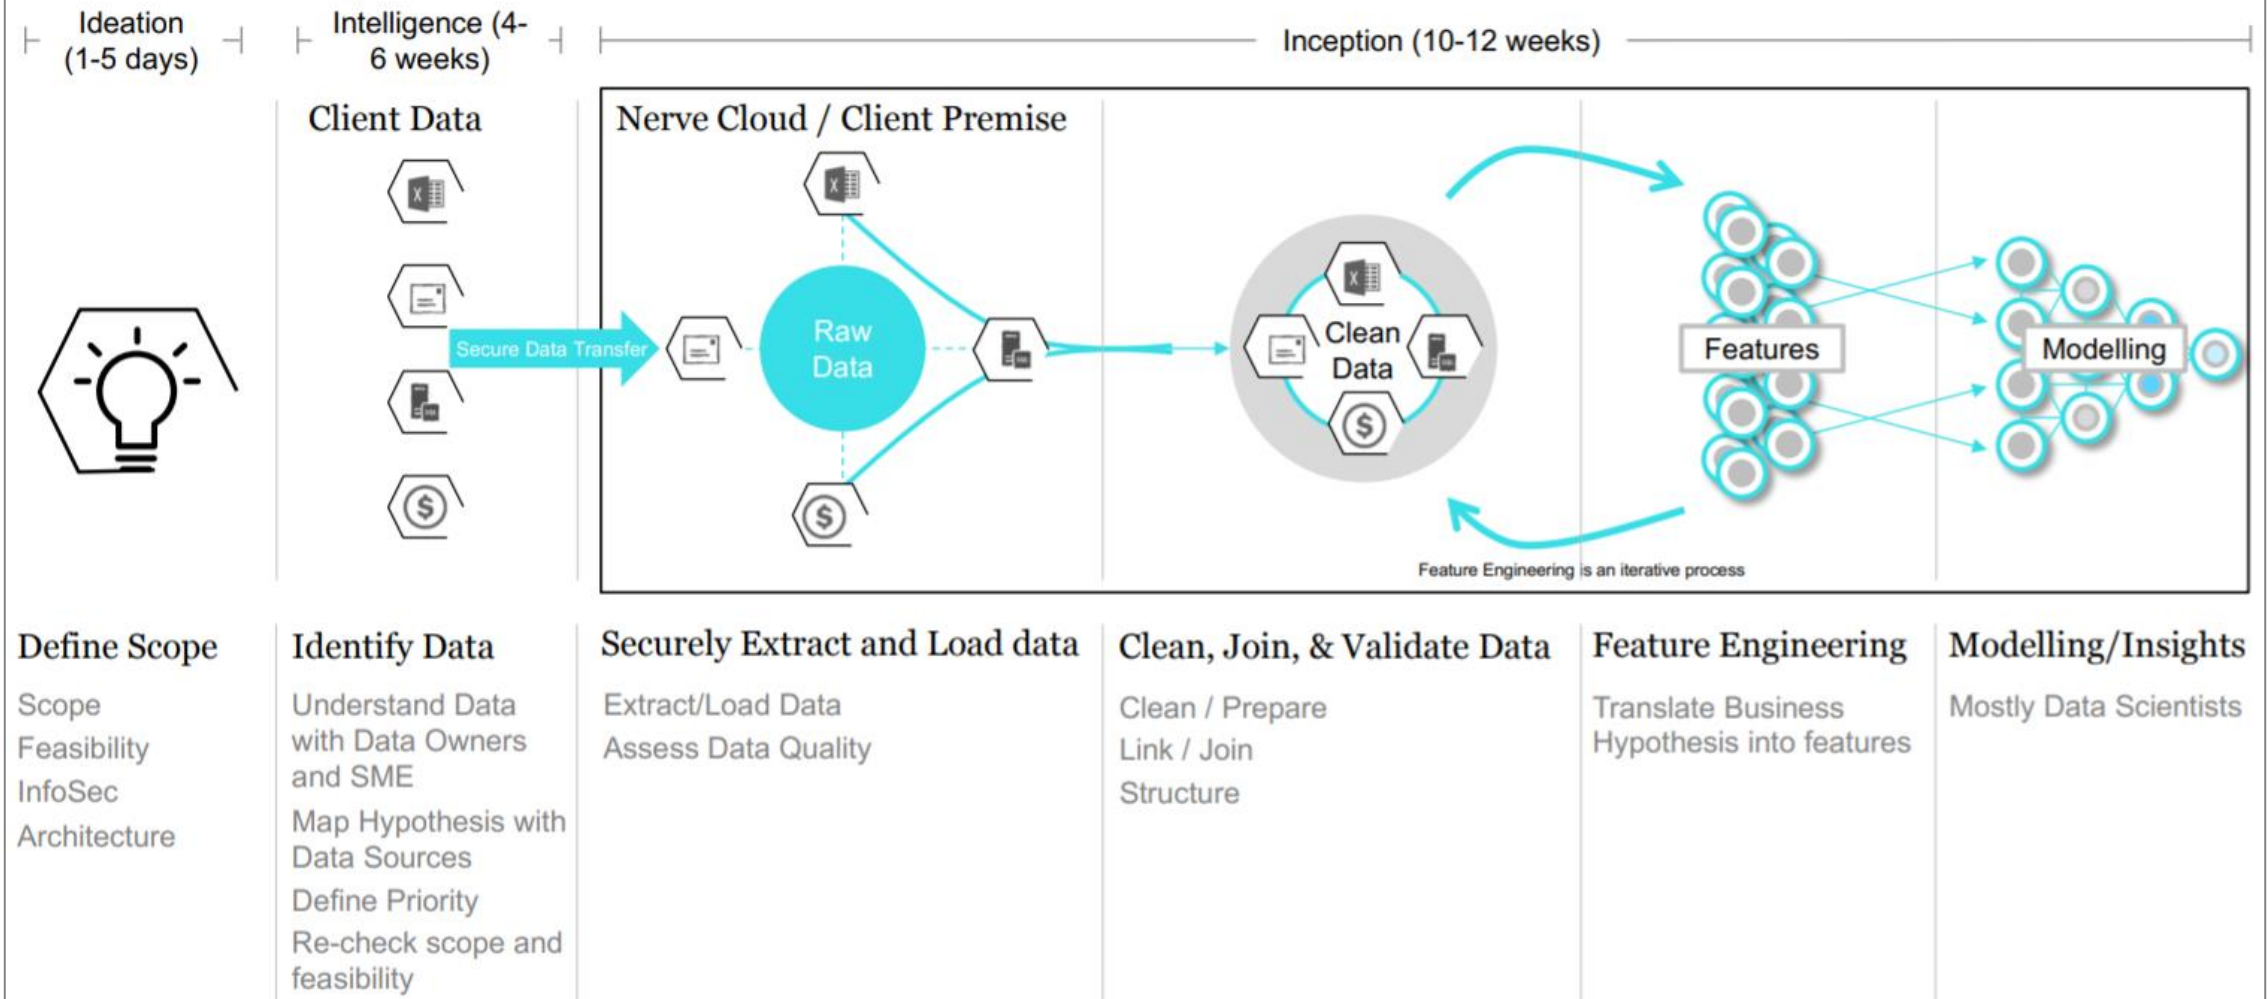 Ideation
(1-5 days)
Intelligence (4-
6 weeks)
Inception (10-12 weeks)
Client Data
Nerve Cloud / Client Premise
Secure Data Transfer
Raw
Data
Clean
Data
Features
Modelling
Feature Engineering is an iterative process
Define Scope
Scope
Feasibility
InfoSec
Architecture
Identify Data
Understand Data
with Data Owners
and SME
Map Hypothesis with
Data Sources
Define Priority
Re-check scope and
feasibility
Securely Extract and Load data
Extract/Load Data
Assess Data Quality
Clean, Join, & Validate Data
Clean / Prepare
Link / Join
Structure
Feature Engineering
Translate Business
Hypothesis into features
Modelling/Insights
Mostly Data Scientists